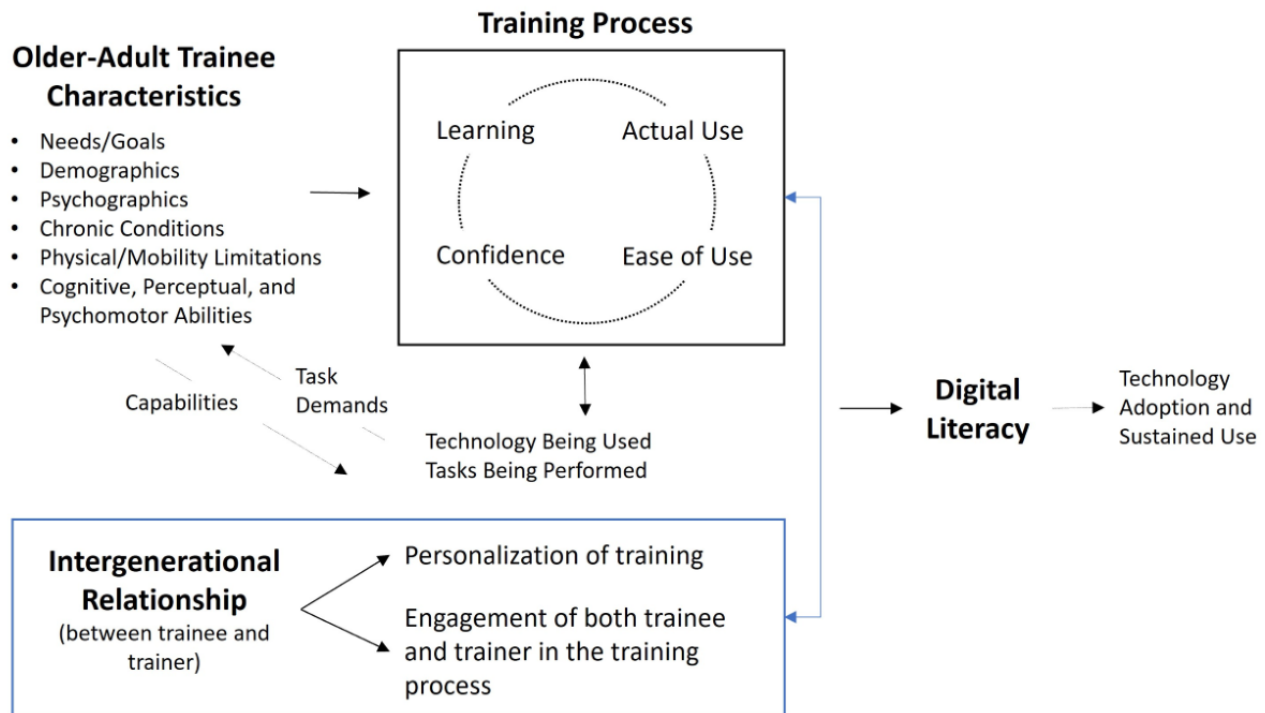 Training Process
Older-Adult Trainee
Characteristics
• Needs/Goals
• Demographics
• Psychographics
• Chronic Conditions
• Physical/Mobility Limitations
• Cognitive, Perceptual, and
Psychomotor Abilities
Learning
Actual Use
Confidence
Ease of Use
Capabilities
Task
Demands
Technology Being Used
Tasks Being Performed
Digital
Literacy
Technology
Adoption and
Sustained Use
Intergenerational
Relationship
(between trainee and
trainer)
Personalization of training
Engagement of both trainee
and trainer in the training
process